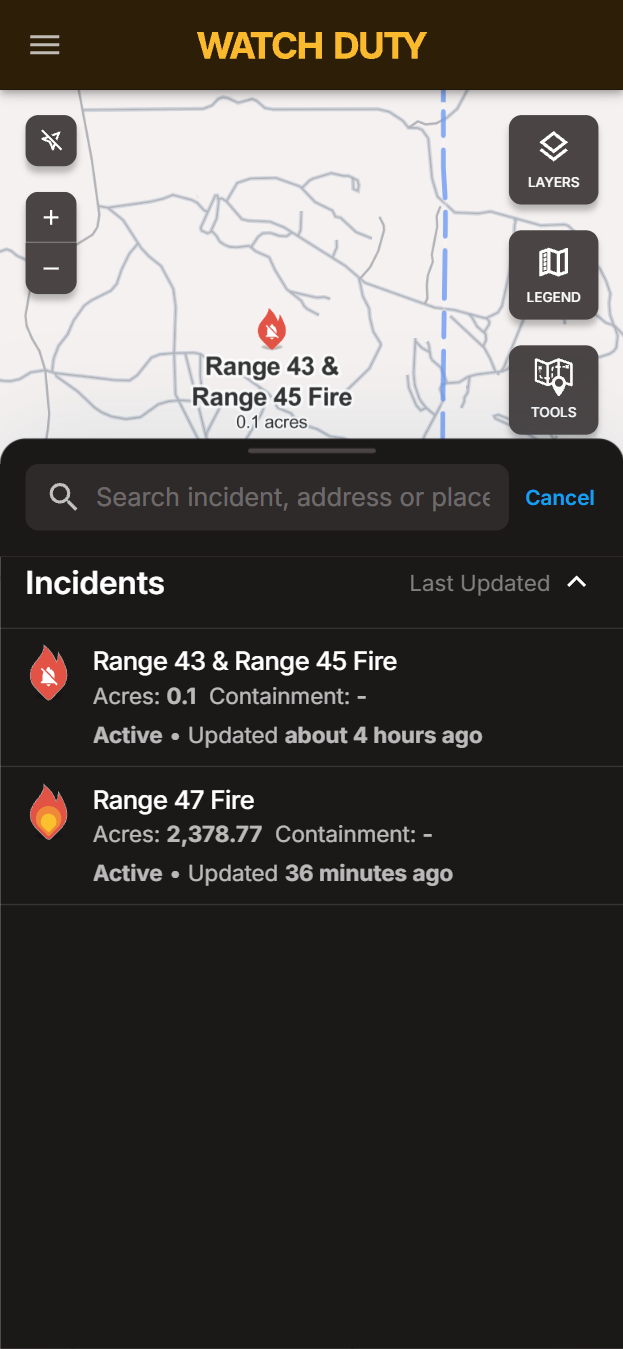 WATCH DUTY
LAYERS
+
−
LEGEND
TOOLS
Range 43 &
Range 45 Fire
0.1 acres
Search incident, address or place
Cancel
Incidents
Last Updated
Range 43 & Range 45 Fire
Acres: 0.1 Containment: -
Active • Updated about 4 hours ago
Range 47 Fire
Acres: 2,378.77 Containment: -
Active • Updated 36 minutes ago